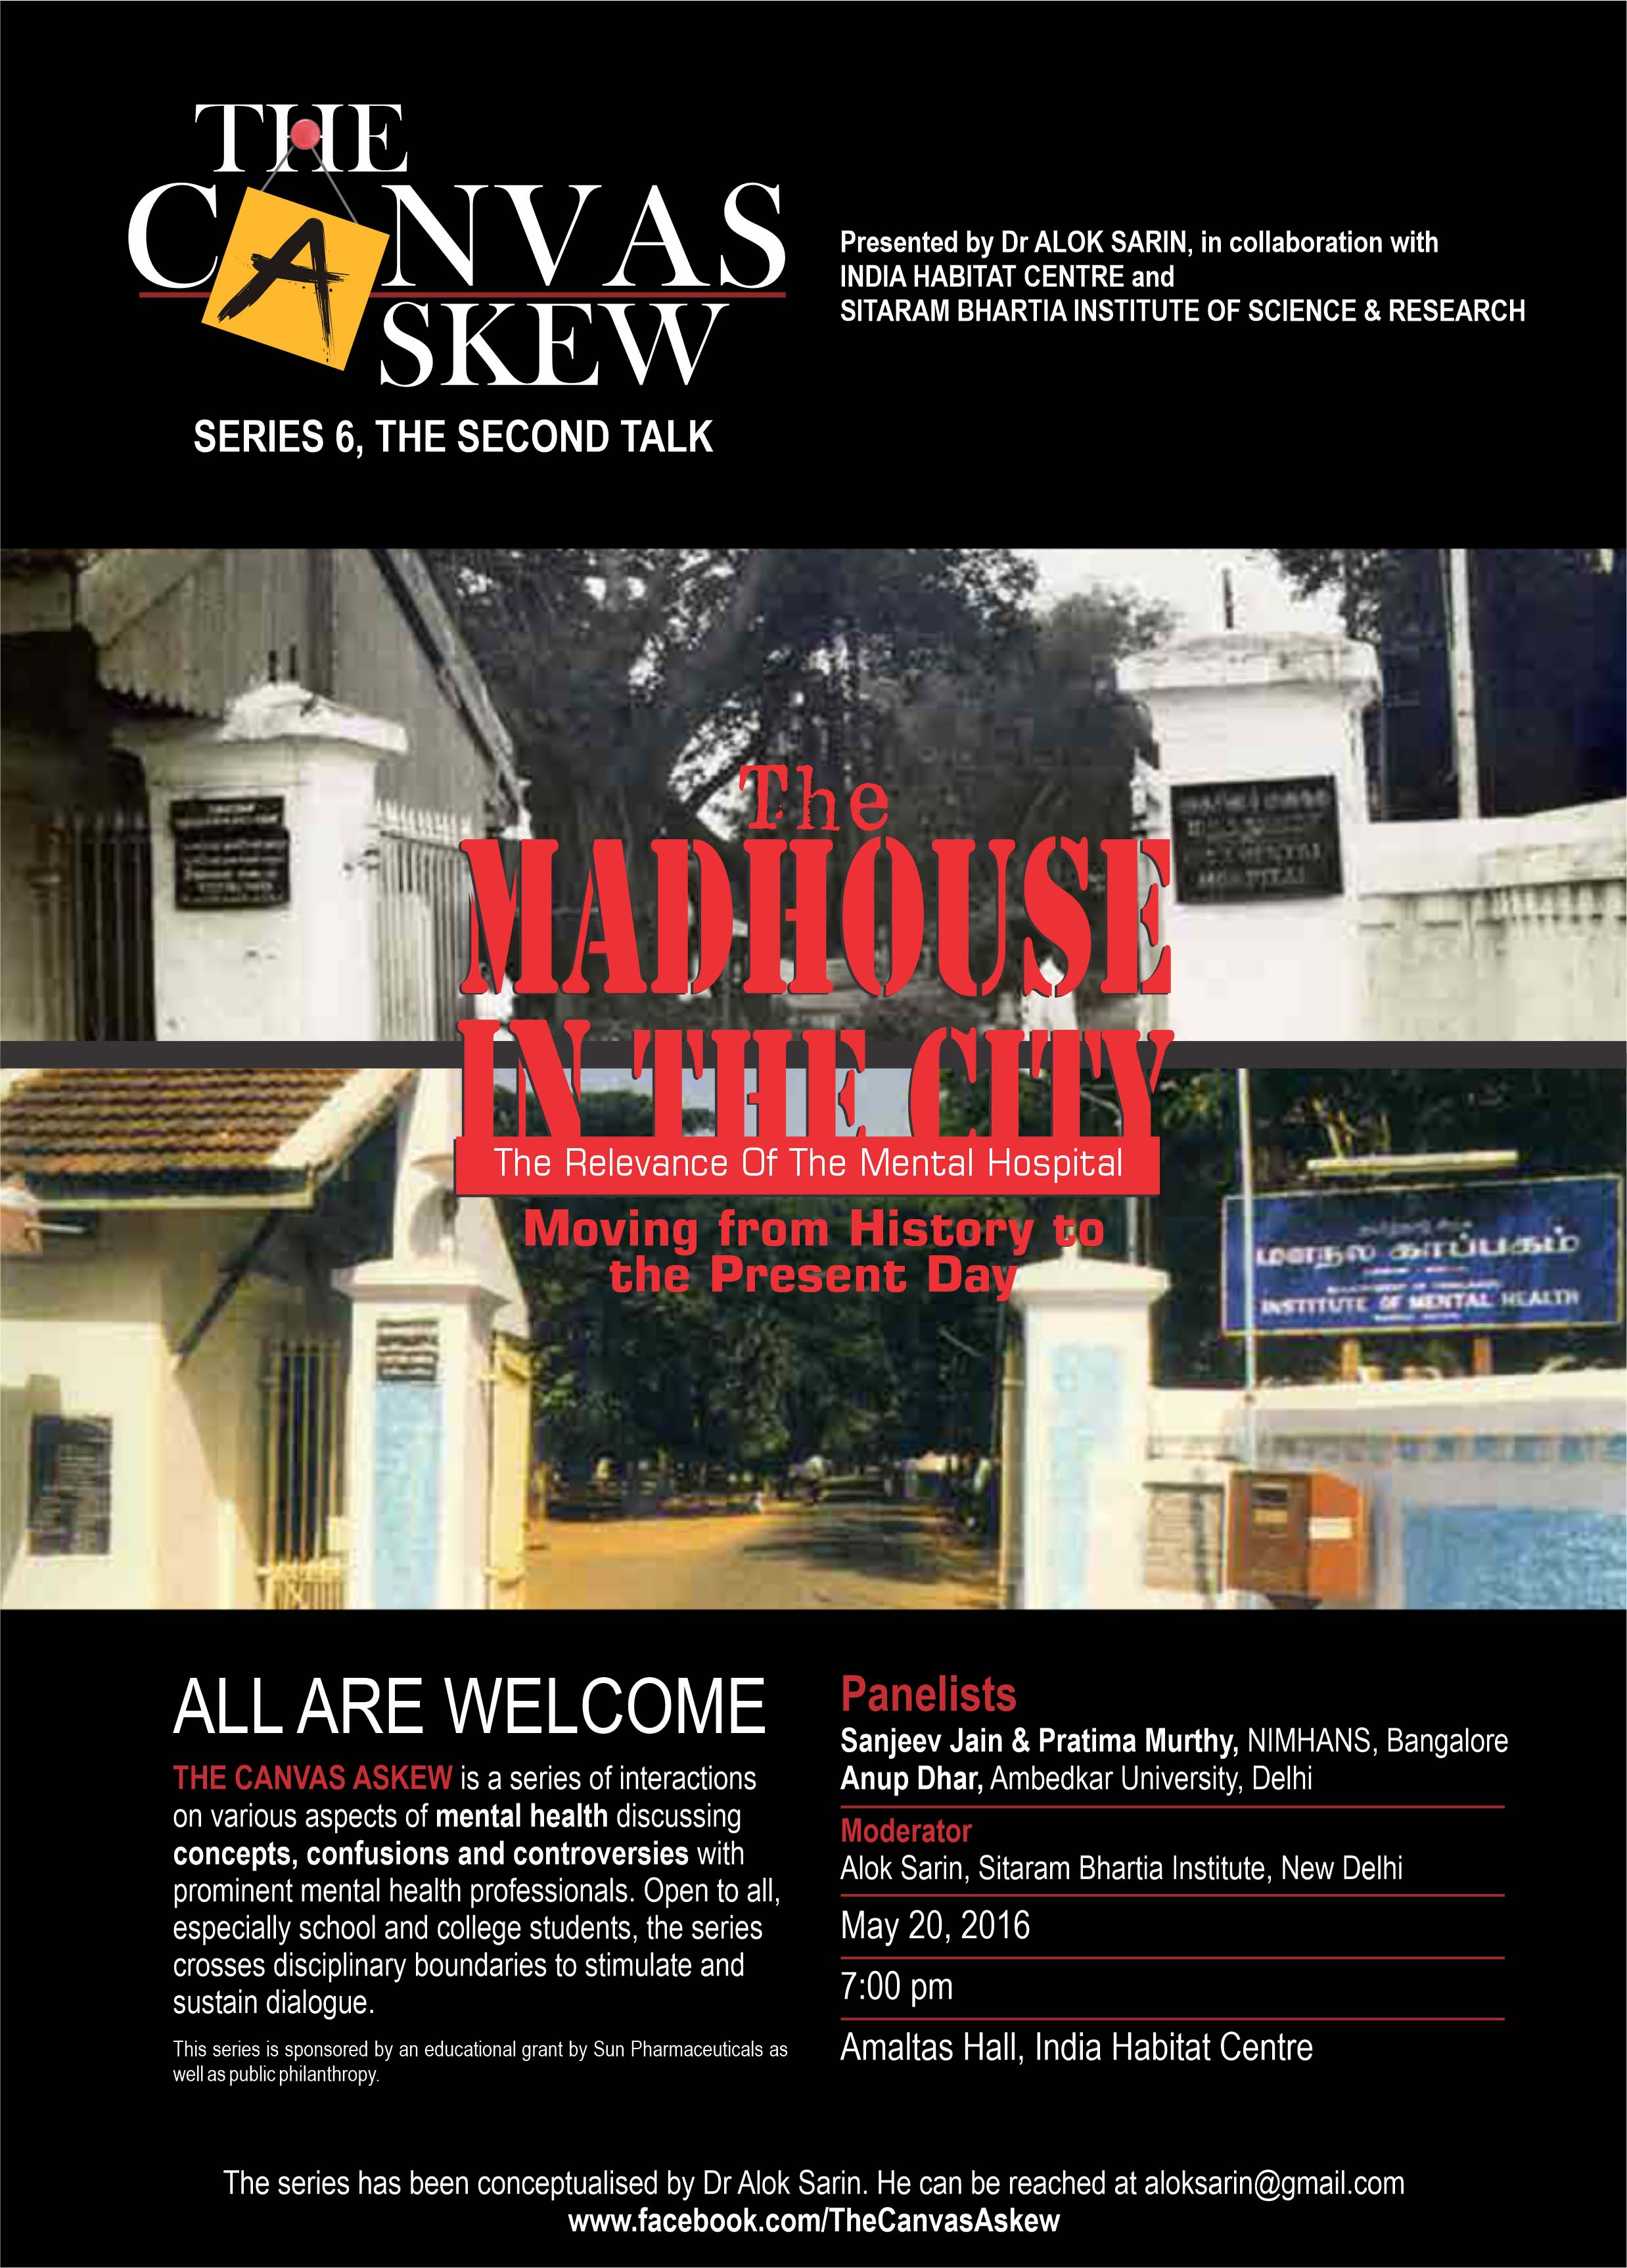 THE
CANVAS
ASKEW
SERIES 6, THE SECOND TALK
Presented by Dr ALOK SARIN, in collaboration with
INDIA HABITAT CENTRE and
SITARAM BHARTIA INSTITUTE OF SCIENCE & RESEARCH
The
MADHOUSE
IN THE CITY
The Relevance Of The Mental Hospital
Moving from History to
the Present Day
HOSPITAL
மனநல காப்பகம்
INSTITUTE OF MENTAL HEALTH
ALL ARE WELCOME
THE CANVAS ASKEW is a series of interactions
on various aspects of mental health discussing
concepts, confusions and controversies with
prominent mental health professionals. Open to all,
especially school and college students, the series
crosses disciplinary boundaries to stimulate and
sustain dialogue.
This series is sponsored by an educational grant by Sun Pharmaceuticals as
well as public philanthropy.
Panelists
Sanjeev Jain & Pratima Murthy, NIMHANS, Bangalore
Anup Dhar, Ambedkar University, Delhi
Moderator
Alok Sarin, Sitaram Bhartia Institute, New Delhi
May 20, 2016
7:00 pm
Amaltas Hall, India Habitat Centre
The series has been conceptualised by Dr Alok Sarin. He can be reached at aloksarin@gmail.com
www.facebook.com/TheCanvasAskew